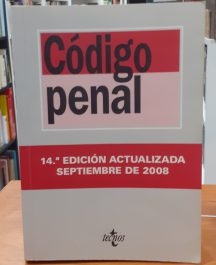 Código
penal
14.ª EDICIÓN ACTUALIZADA
SEPTIEMBRE DE 2008
tecnos